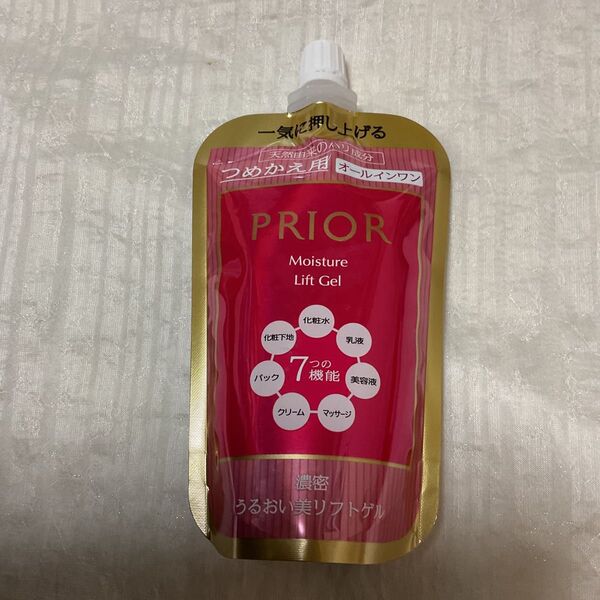 一気に押し上げる
天然由来のハリ成分
つめかえ用 オールインワン
PRIOR
Moisture
Lift Gel
化粧水
化粧下地 乳液
7つの機能
パック 美容液
クリーム マッサージ
濃密
うるおい美リフトゲル